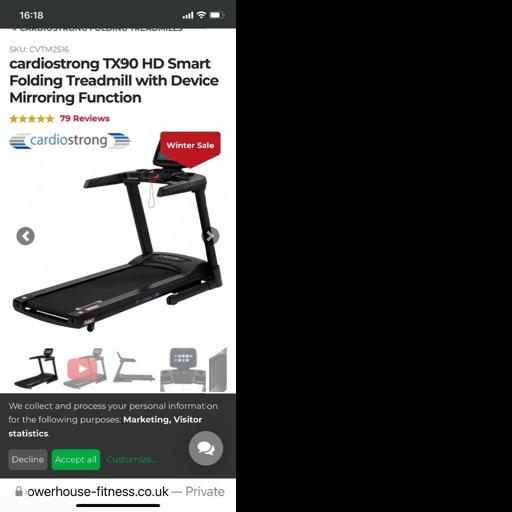 16:18
CARDIOSTRONG FOLDING TREADMILLS
SKU: CVTM2516
cardiostrong TX90 HD Smart
Folding Treadmill with Device
Mirroring Function
79 Reviews
cardiostrong
Winter Sale
We collect and process your personal information
for the following purposes: Marketing, Visitor
statistics.
Decline
Accept all
Customize...
owerhouse-fitness.co.uk — Private